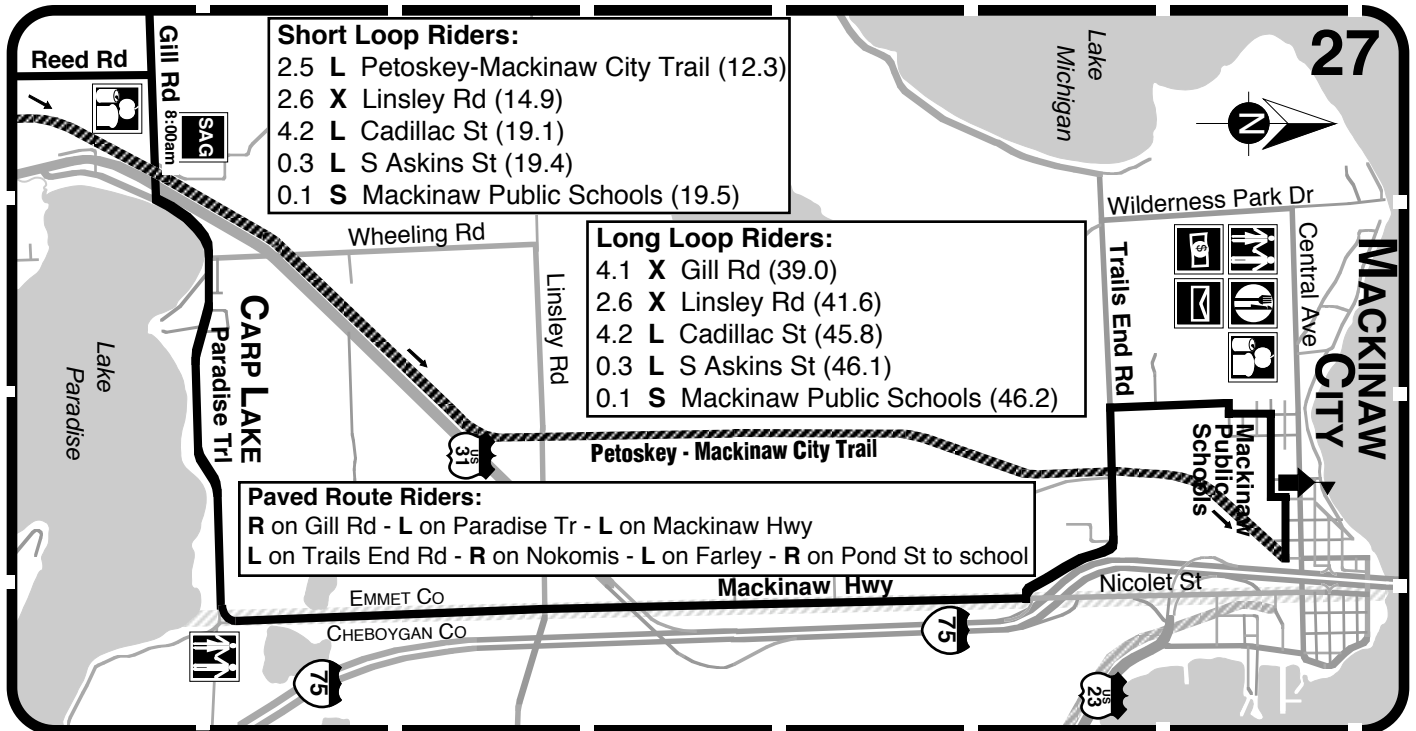 27
Reed Rd
Gill Rd
8:00am
SAG
Short Loop Riders:
2.5 L Petoskey-Mackinaw City Trail (12.3)
2.6 X Linsley Rd (14.9)
4.2 L Cadillac St (19.1)
0.3 L S Askins St (19.4)
0.1 S Mackinaw Public Schools (19.5)
Lake
Michigan
N
Wilderness Park Dr
Wheeling Rd
Linsley Rd
Long Loop Riders:
4.1 X Gill Rd (39.0)
2.6 X Linsley Rd (41.6)
4.2 L Cadillac St (45.8)
0.3 L S Askins St (46.1)
0.1 S Mackinaw Public Schools (46.2)
Trails End Rd
$
Central Ave
MACKINAW
CITY
CARP LAKE
Paradise Trl
Lake
Paradise
US
31
Petoskey - Mackinaw City Trail
Mackinaw
Public
Schools
Paved Route Riders:
R on Gill Rd - L on Paradise Tr - L on Mackinaw Hwy
L on Trails End Rd - R on Nokomis - L on Farley - R on Pond St to school
Mackinaw Hwy
Nicolet St
EMMET CO
CHEBOYGAN CO
75
75
US
23